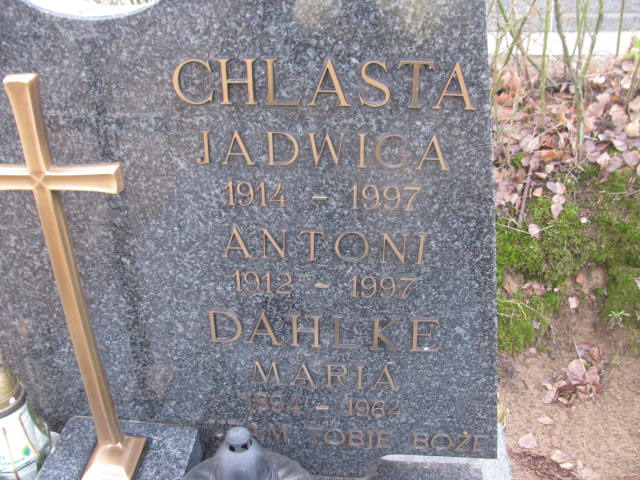 CHLASTA
JADWIGA
1914 - 1997
ANTONI
1912 - 1997
DAHLKE
MARIA
1894 - 1964
TOBIE BOŻE